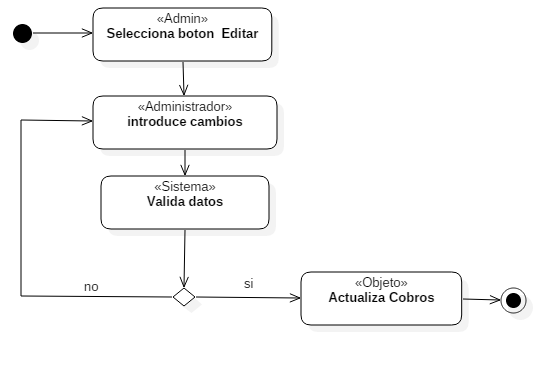 «Admin»
Selecciona boton  Editar
«Administrador»
introduce cambios
«Sistema»
Valida datos
no
si
«Objeto»
Actualiza Cobros